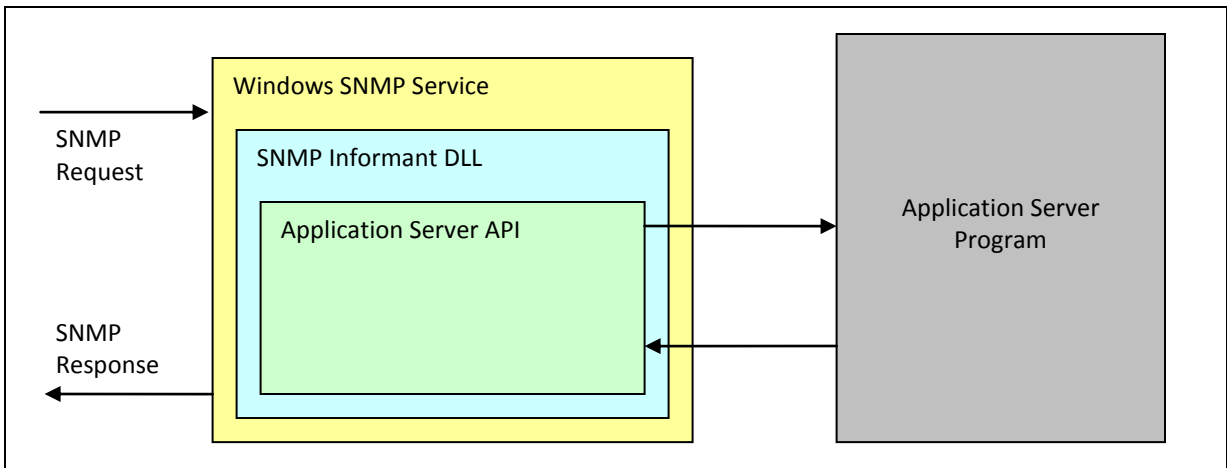 Windows SNMP Service
SNMP
Request
SNMP Informant DLL
Application Server API
Application Server
Program
SNMP
Response